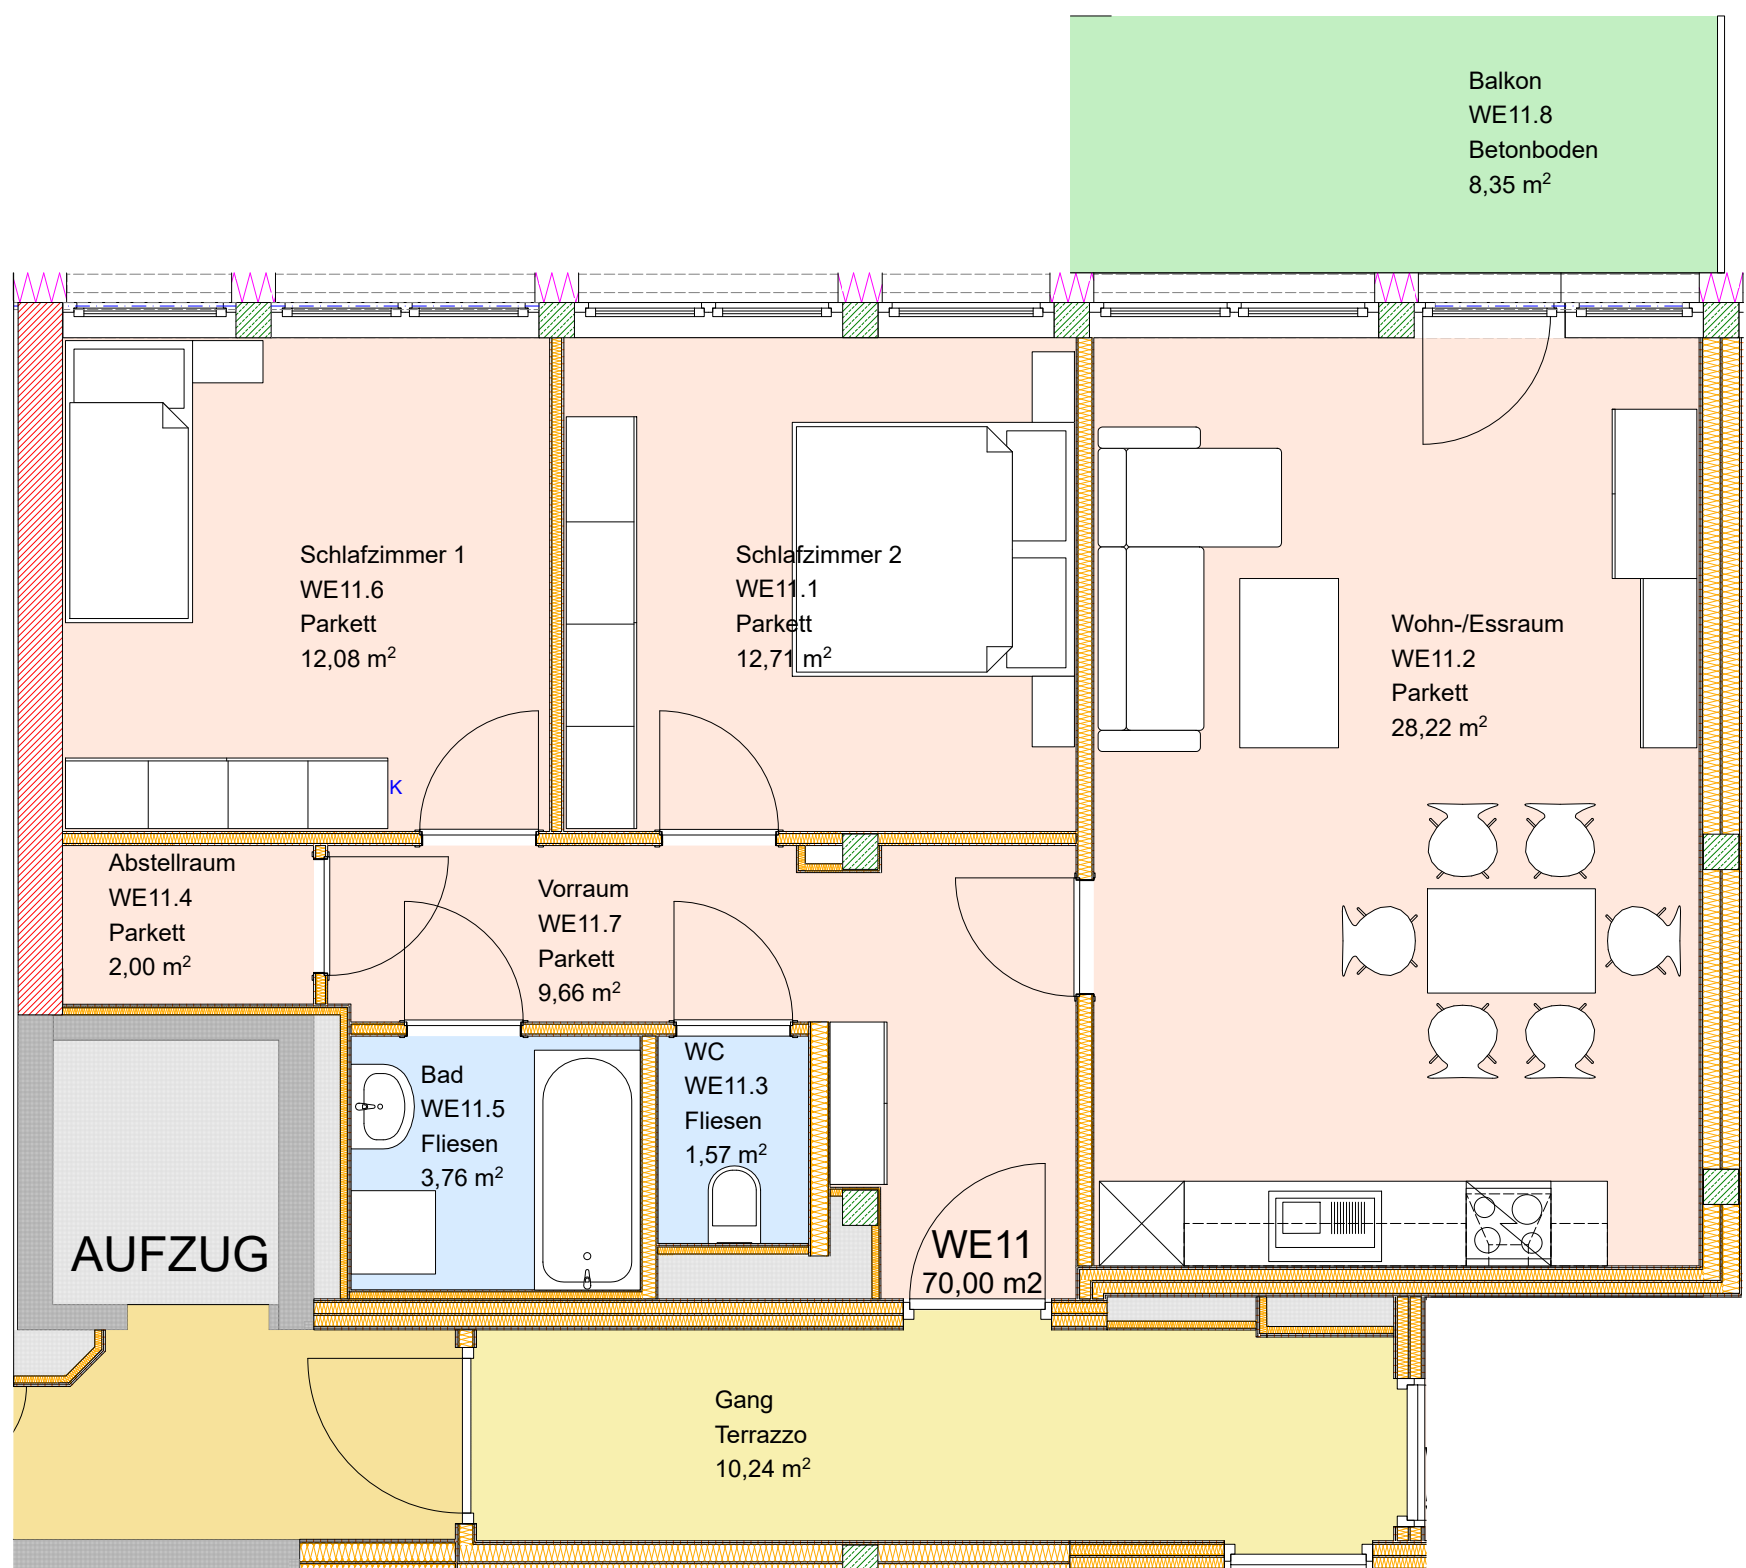 Balkon
WE11.8
Betonboden
8,35 m²
Schlafzimmer 1
WE11.6
Parkett
12,08 m²
Schlafzimmer 2
WE11.1
Parkett
12,71 m²
Wohn-/Essraum
WE11.2
Parkett
28,22 m²
K
Abstellraum
WE11.4
Parkett
2,00 m²
Vorraum
WE11.7
Parkett
9,66 m²
Bad
WE11.5
Fliesen
3,76 m²
WC
WE11.3
Fliesen
1,57 m²
AUFZUG
WE11
70,00 m2
Gang
Terrazzo
10,24 m²